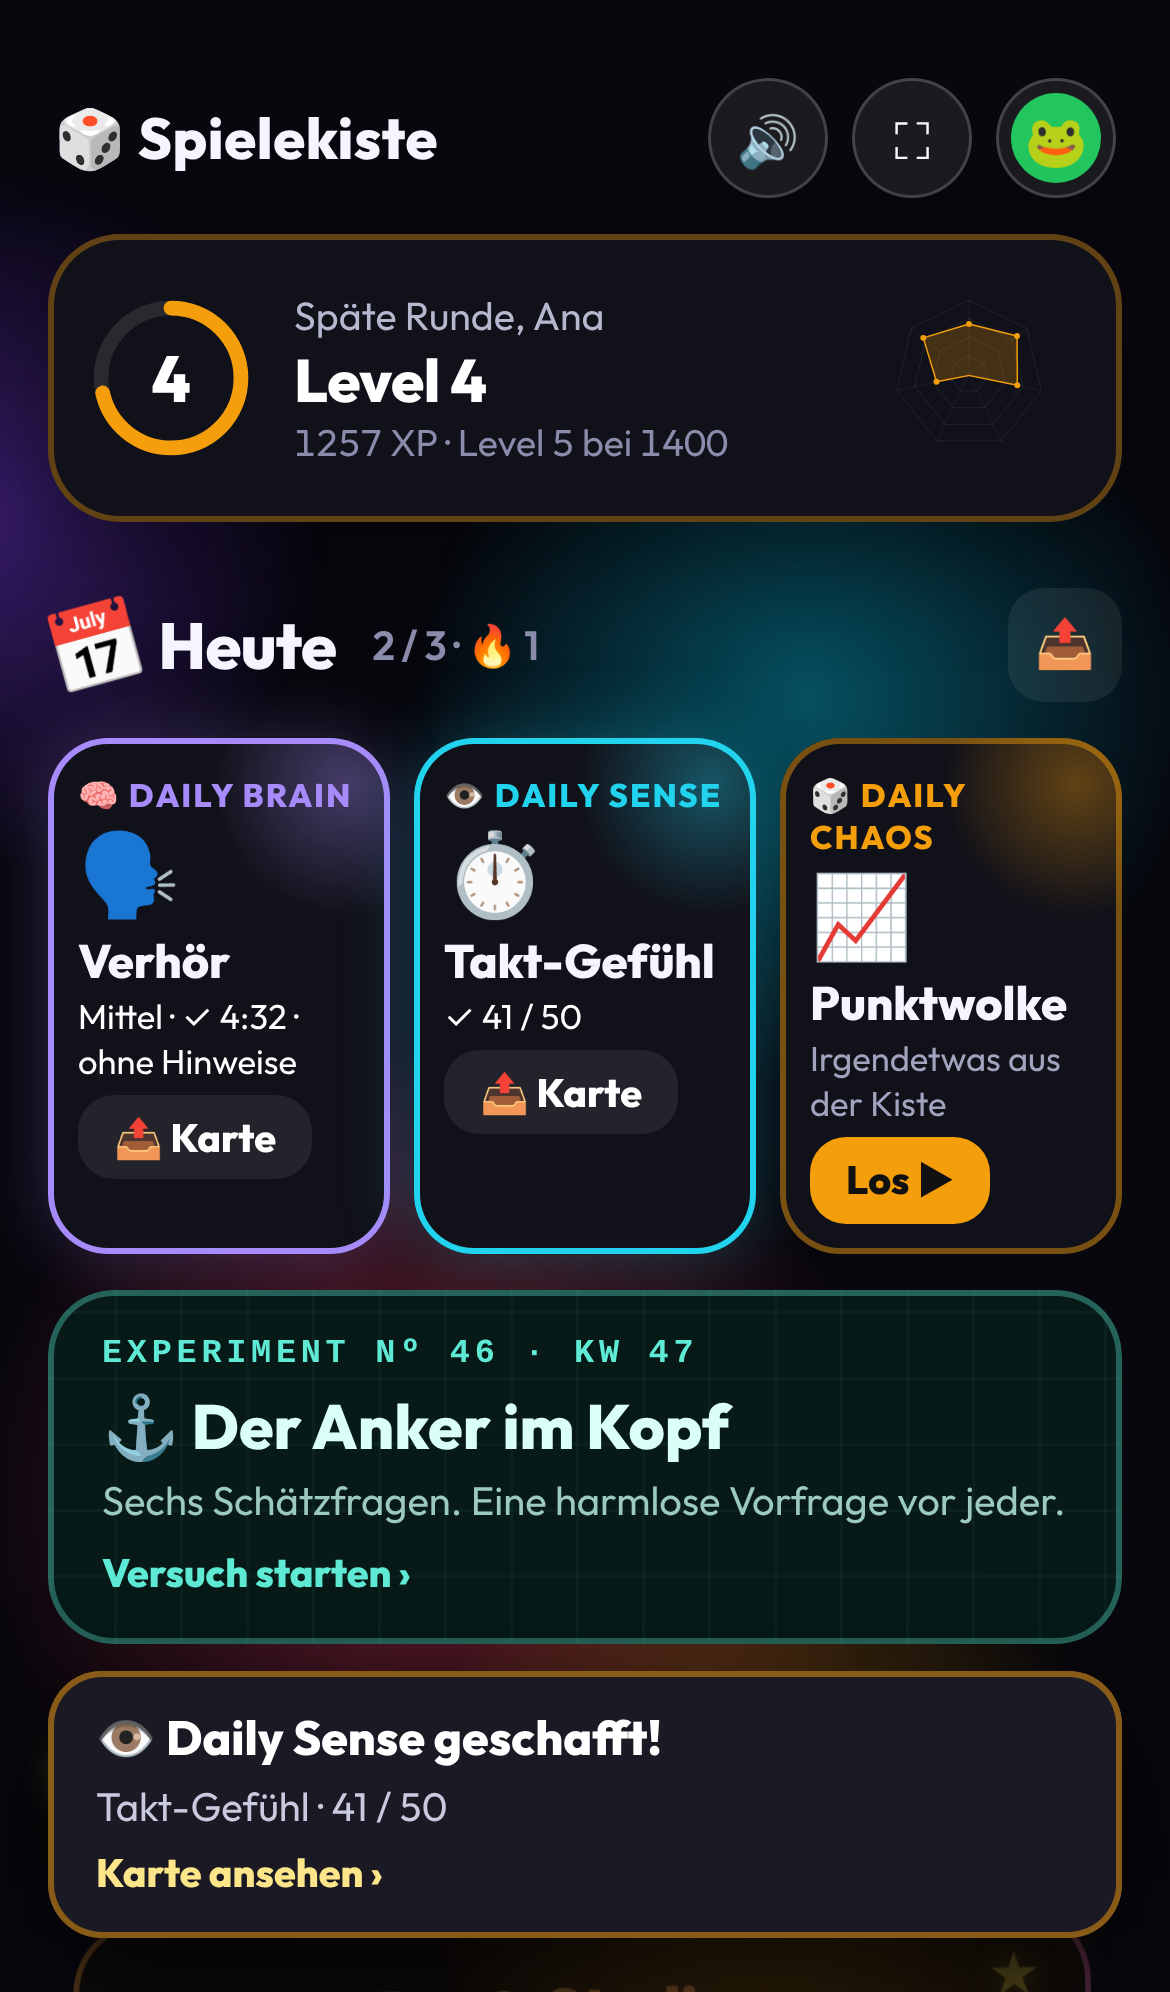 Spielekiste
4
Späte Runde, Ana
Level 4
1257 XP · Level 5 bei 1400
July
17
Heute
2 / 3 · 🔥 1
DAILY BRAIN
Verhör
Mittel · ✓ 4:32 ·
ohne Hinweise
Karte
DAILY SENSE
Takt-Gefühl
✓ 41 / 50
Karte
DAILY
CHAOS
Punktwolke
Irgendetwas aus
der Kiste
Los ▶
EXPERIMENT Nº 46 · KW 47
Der Anker im Kopf
Sechs Schätzfragen. Eine harmlose Vorfrage vor jeder.
Versuch starten ›
Daily Sense geschafft!
Takt-Gefühl · 41 / 50
Karte ansehen ›